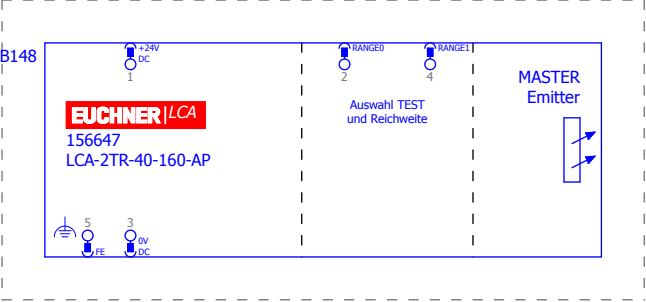 B148
+24V
DC
1
RANGE0
2
RANGE1
4
MASTER
Emitter
Auswahl TEST
und Reichweite
EUCHNER|LCA
156647
LCA-2TR-40-160-AP
5
FE
3
0V
DC